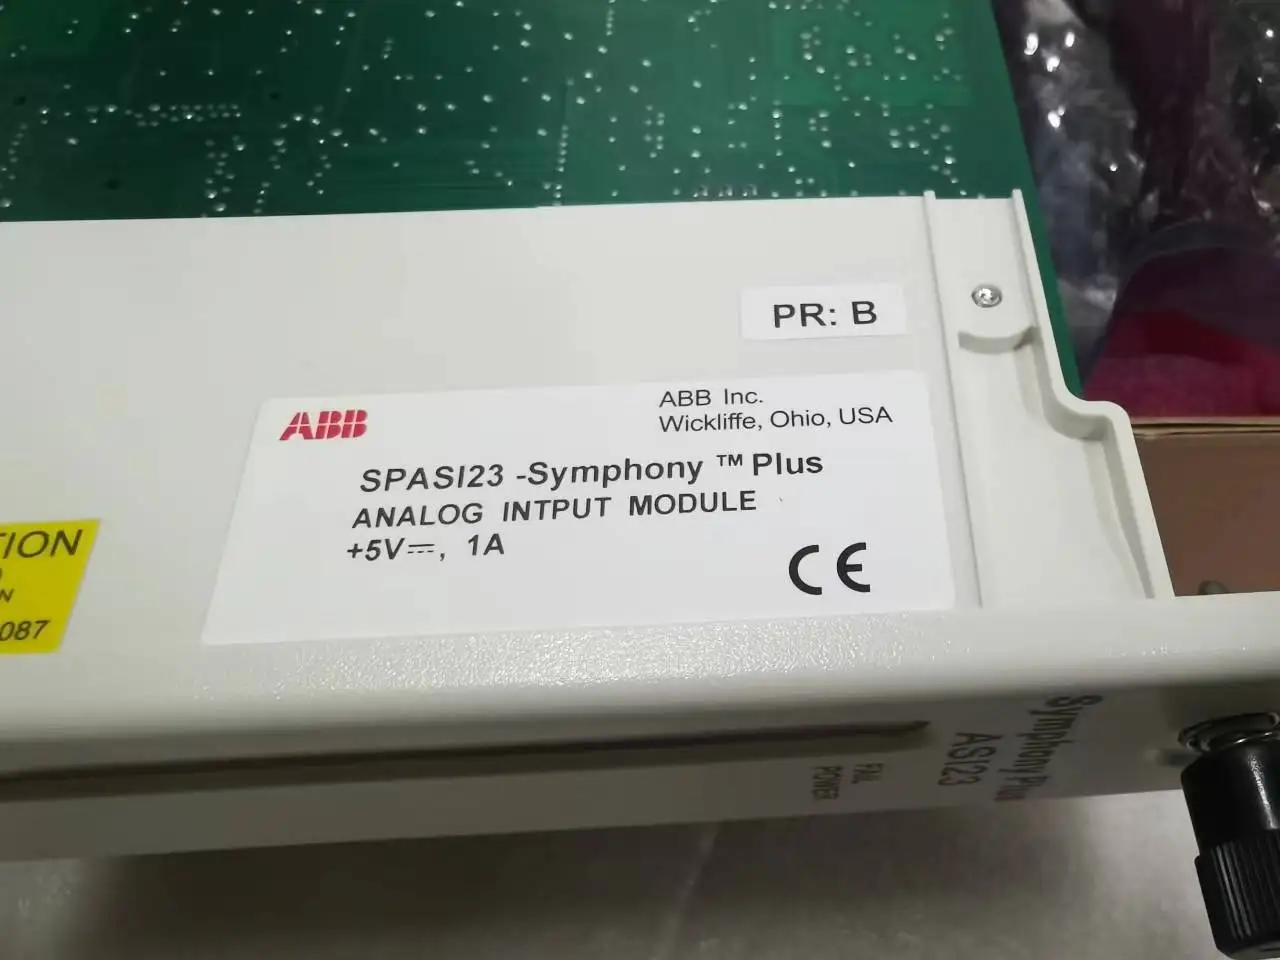 PR: B
ABB
ABB Inc.
Wickliffe, Ohio, USA
SPASI23 -Symphony ™ Plus
ANALOG INTPUT MODULE
+5V⎓, 1A
CE
TION
N
087
FAIL
POWER
Symphony Plus
ASI23